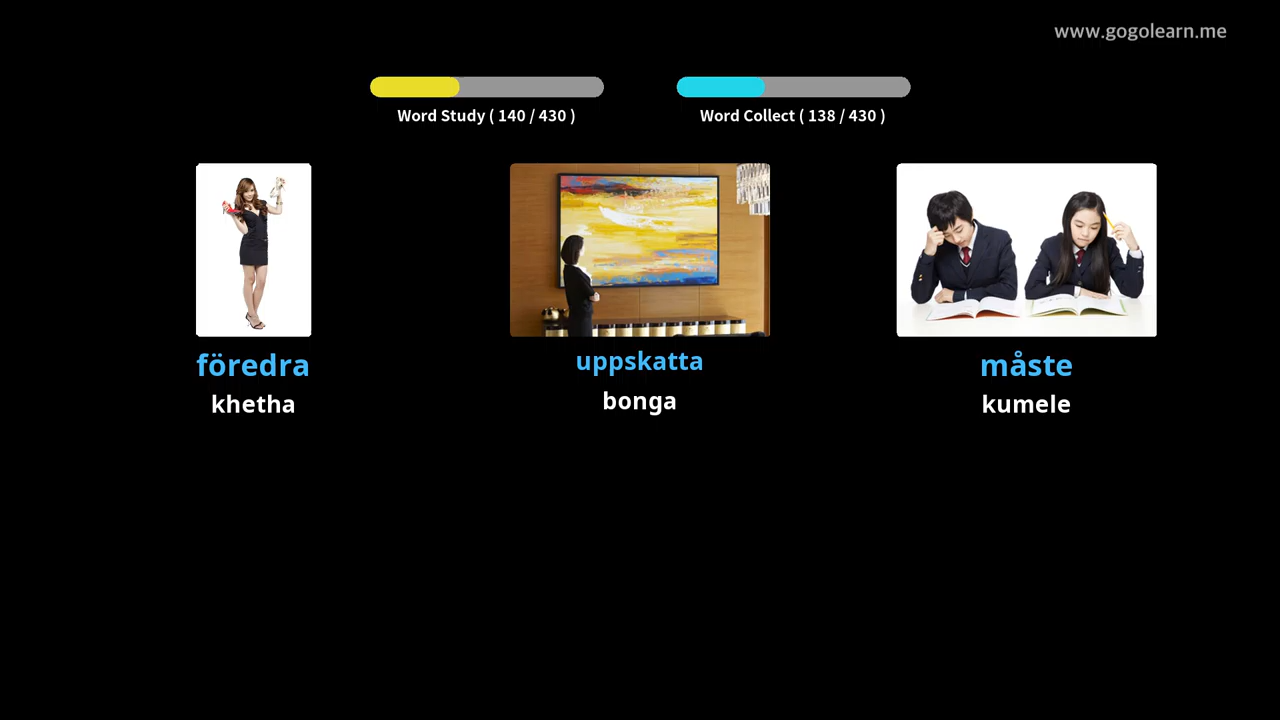 www.gogolearn.me
Word Study ( 140 / 430 )
Word Collect ( 138 / 430 )
föredra
khetha
uppskatta
bonga
måste
kumele